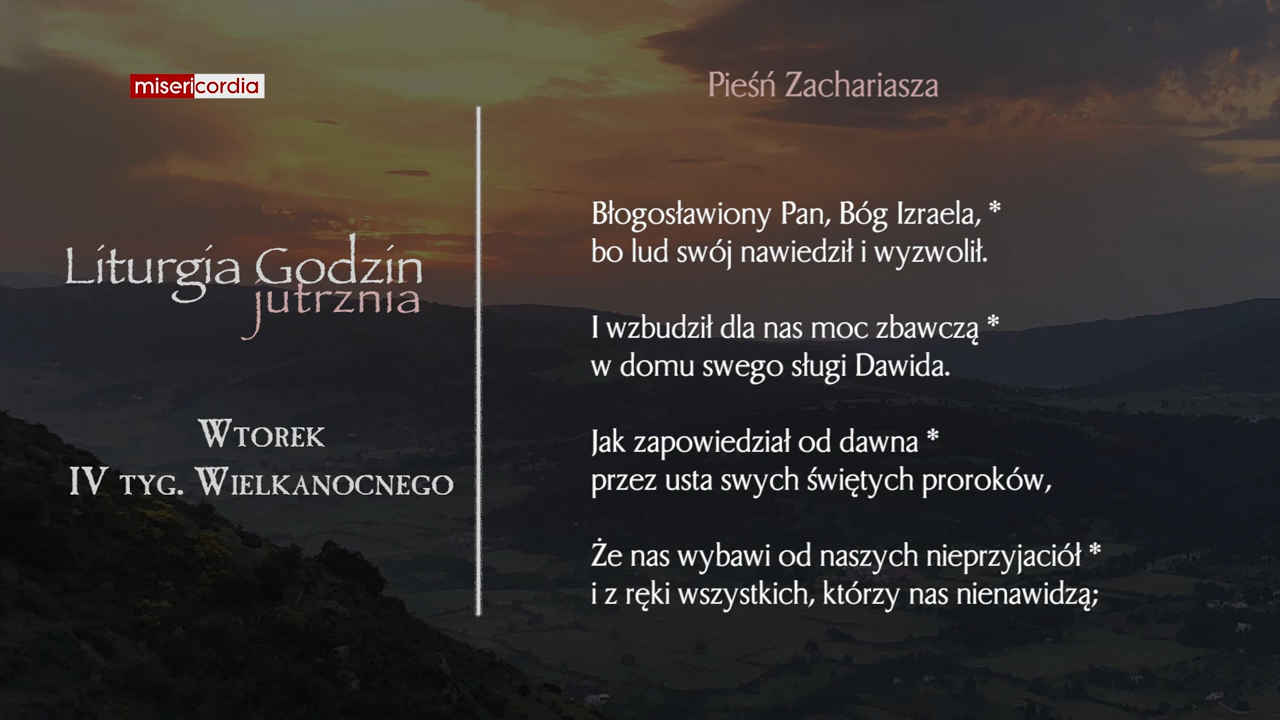 misericordia
Liturgia Godzin
jutrznia
Wtorek
IV tyg. Wielkanocnego
Pieśń Zachariasza
Błogosławiony Pan, Bóg Izraela, *
bo lud swój nawiedził i wyzwolił.
I wzbudził dla nas moc zbawczą *
w domu swego sługi Dawida.
Jak zapowiedział od dawna *
przez usta swych świętych proroków,
Że nas wybawi od naszych nieprzyjaciół *
i z ręki wszystkich, którzy nas nienawidzą;